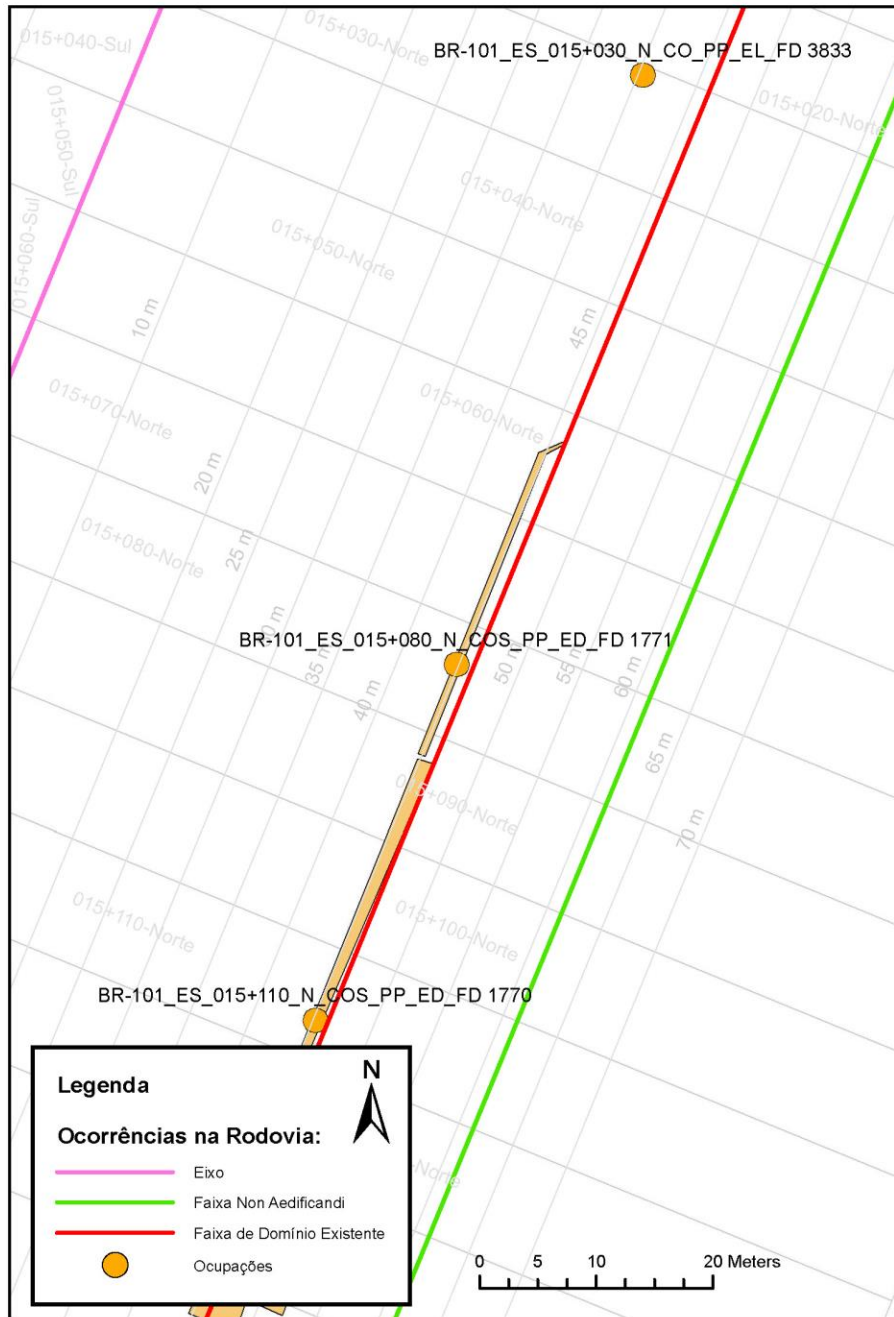 015+040-Sul
015+030-Norte
BR-101_ES_015+030_N_CO_PP_EL_FD 3833
015+020-Norte
015+050-Sul
015+040-Norte
015+060-Sul
015+050-Norte
10 m
45 m
015+070-Norte
015+060-Norte
20 m
015+080-Norte
25 m
BR-101_ES_015+080_N_COS_PP_ED_FD 1771
35 m
40 m
50 m
55 m
60 m
65 m
015+090-Norte
70 m
015+110-Norte
015+100-Norte
BR-101_ES_015+110_N_COS_PP_ED_FD 1770
Legenda
N
Ocorrências na Rodovia:
Eixo
Faixa Non Aedificandi
Faixa de Domínio Existente
Ocupações
0 5 10 20 Meters